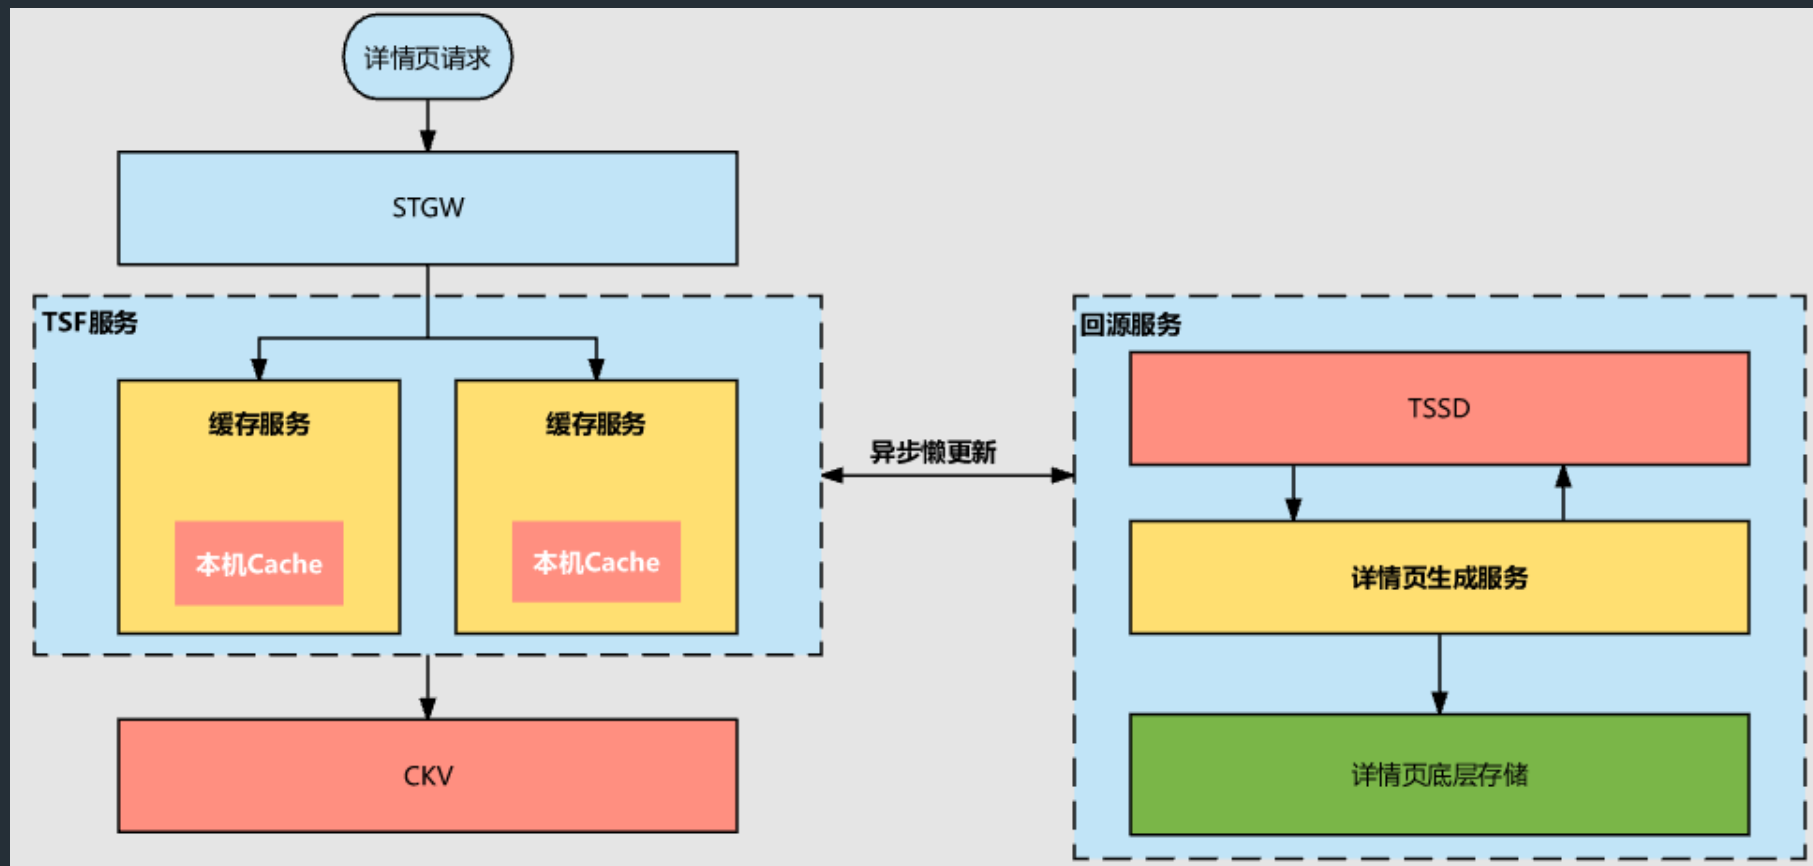 详情页请求
STGW
TSF服务
缓存服务
缓存服务
本机Cache
本机Cache
CKV
异步懒更新
回源服务
TSSD
详情页生成服务
详情页底层存储